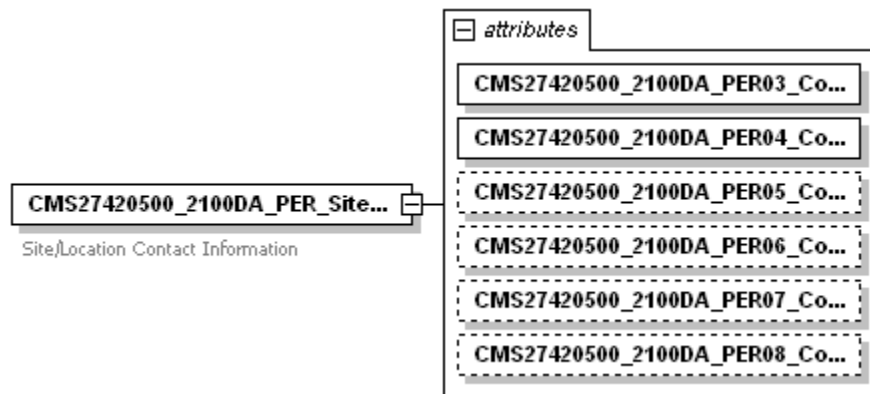 attributes
CMS27420500_2100DA_PER03_Co...
CMS27420500_2100DA_PER04_Co...
CMS27420500_2100DA_PER_Site...
CMS27420500_2100DA_PER05_Co...
Site/Location Contact Information
CMS27420500_2100DA_PER06_Co...
CMS27420500_2100DA_PER07_Co...
CMS27420500_2100DA_PER08_Co...